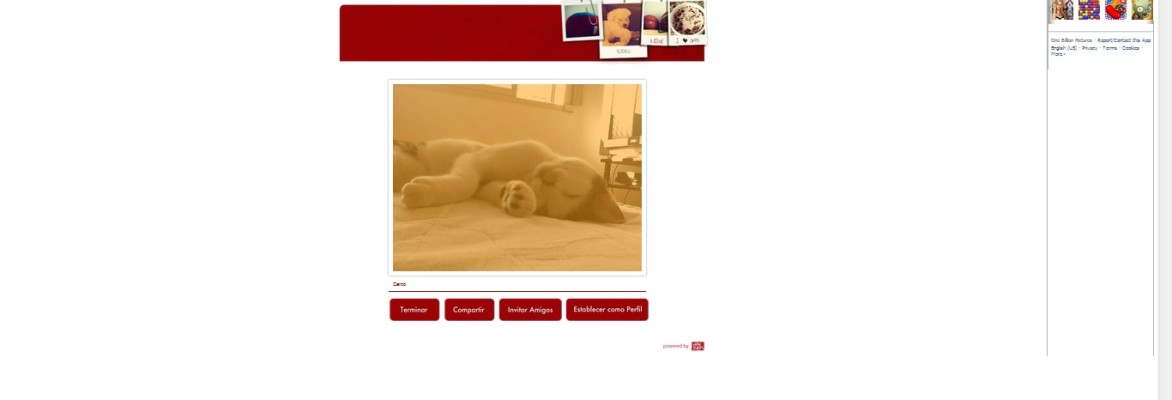 One Billion Pictures · Report/Contact this App
English (US) · Privacy · Terms · Cookies ·
More
Terminar
Compartir
Invitar Amigos
Establecer como Perfil
powered by